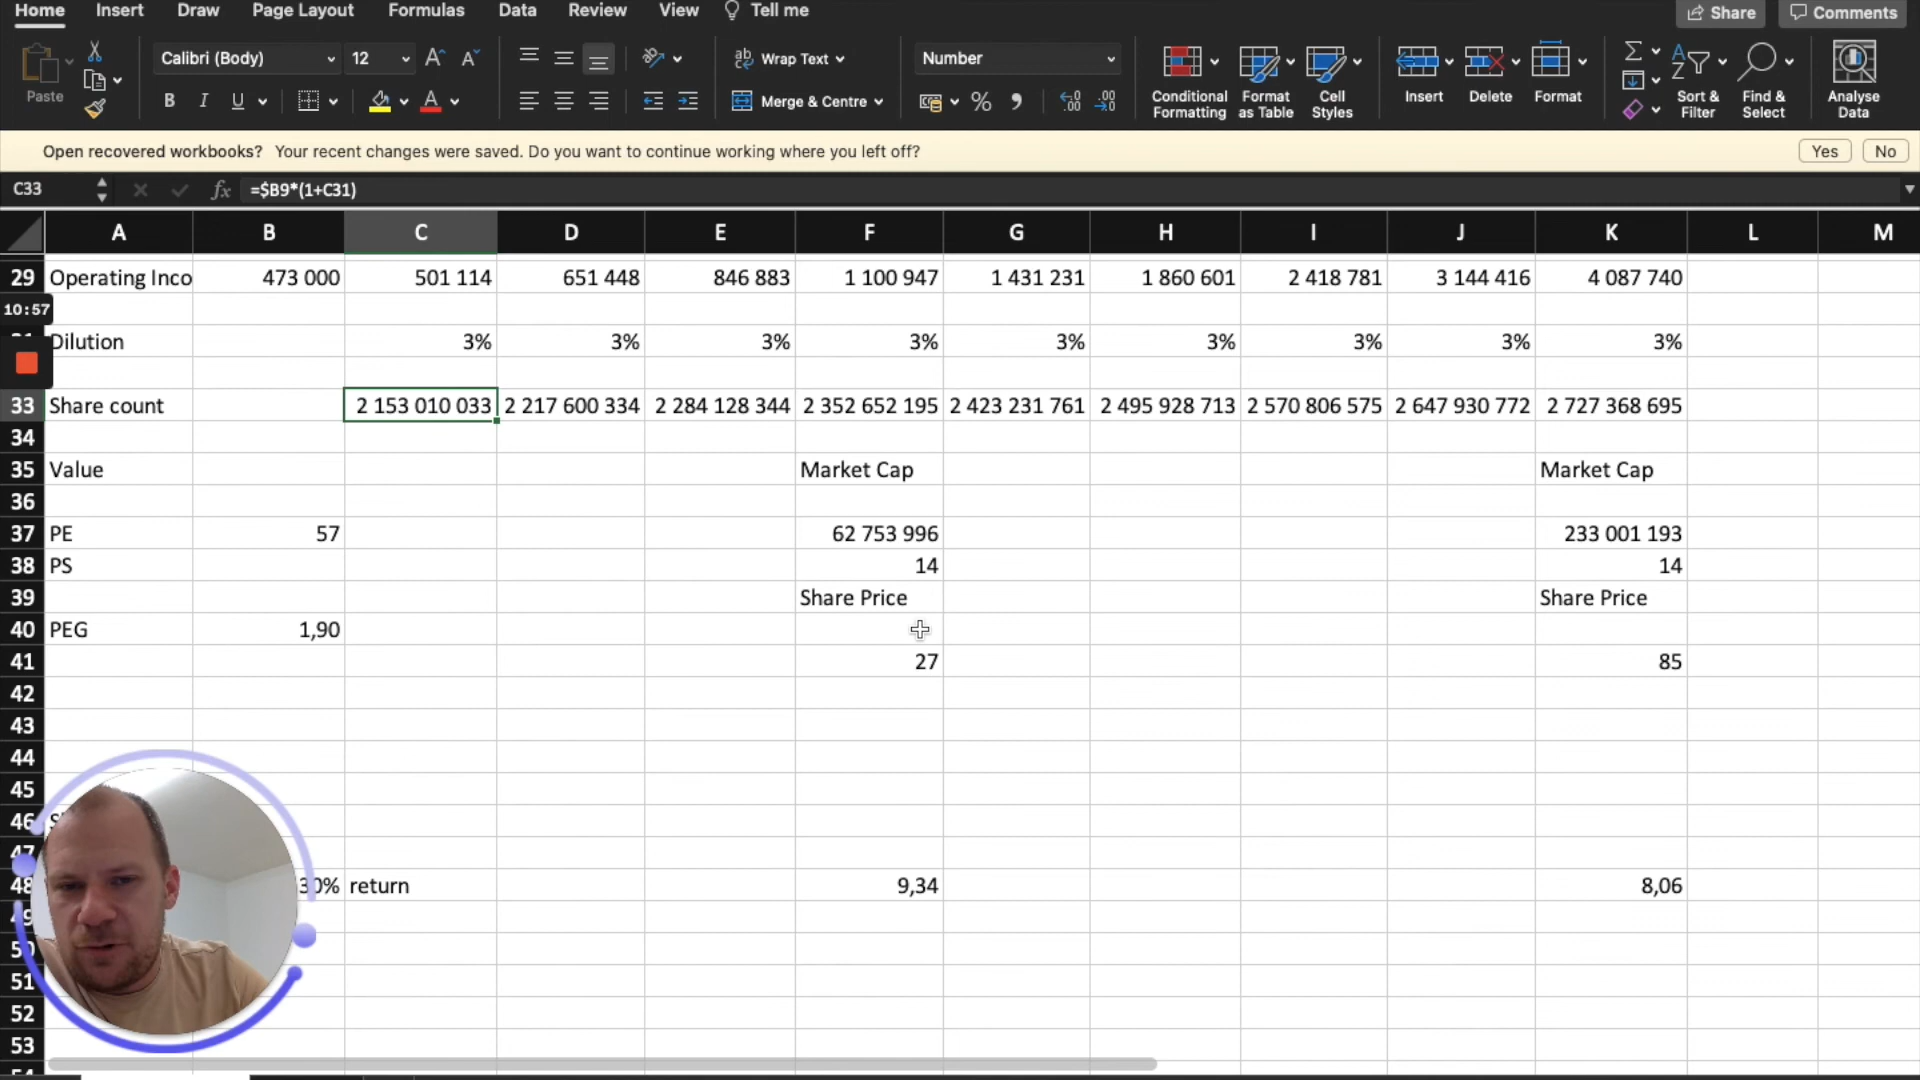 Home Insert Draw Page Layout Formulas Data Review View Tell me Share Comments
Paste Calibri (Body) 12 Wrap Text Number Conditional Formatting Format as Table Cell Styles Insert Delete Format Sort & Filter Find & Select Analyse Data
B I U Merge & Centre
Open recovered workbooks? Your recent changes were saved. Do you want to continue working where you left off? Yes No
C33 fx =$B9*(1+C31)
A B C D E F G H I J K L M
29 Operating Inco 473 000 501 114 651 448 846 883 1 100 947 1 431 231 1 860 601 2 418 781 3 144 416 4 087 740
10:57
Dilution 3% 3% 3% 3% 3% 3% 3% 3% 3%
33 Share count 2 153 010 033 2 217 600 334 2 284 128 344 2 352 652 195 2 423 231 761 2 495 928 713 2 570 806 575 2 647 930 772 2 727 368 695
34
35 Value Market Cap Market Cap
36
37 PE 57 62 753 996 233 001 193
38 PS 14 14
39 Share Price Share Price
40 PEG 1,90
41 27 85
42
43
44
45
46
47
48 30% return 9,34 8,06
49
50
51
52
53